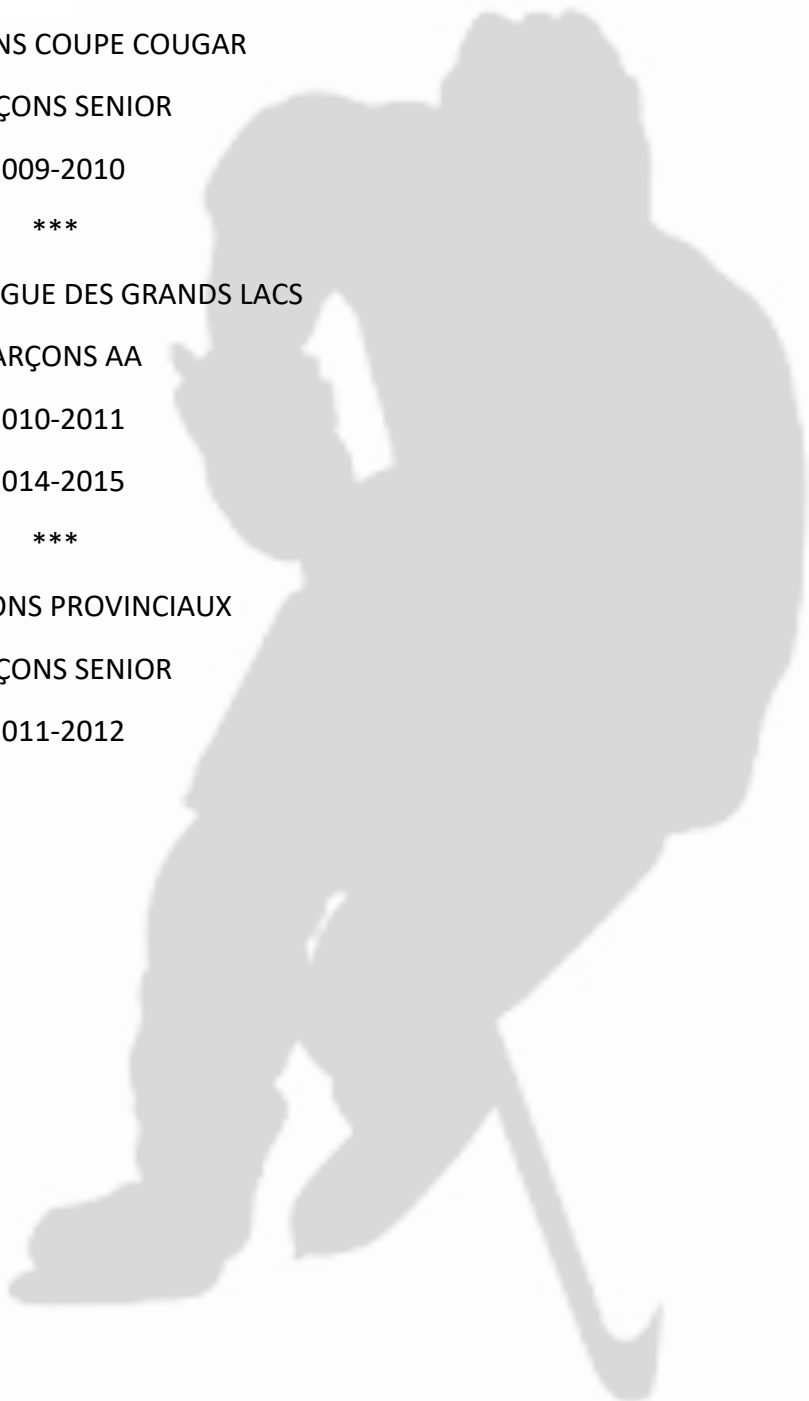 NS COUPE COUGAR
ÇONS SENIOR
009-2010
***
GUE DES GRANDS LACS
ARÇONS AA
010-2011
014-2015
***
ONS PROVINCIAUX
ÇONS SENIOR
011-2012